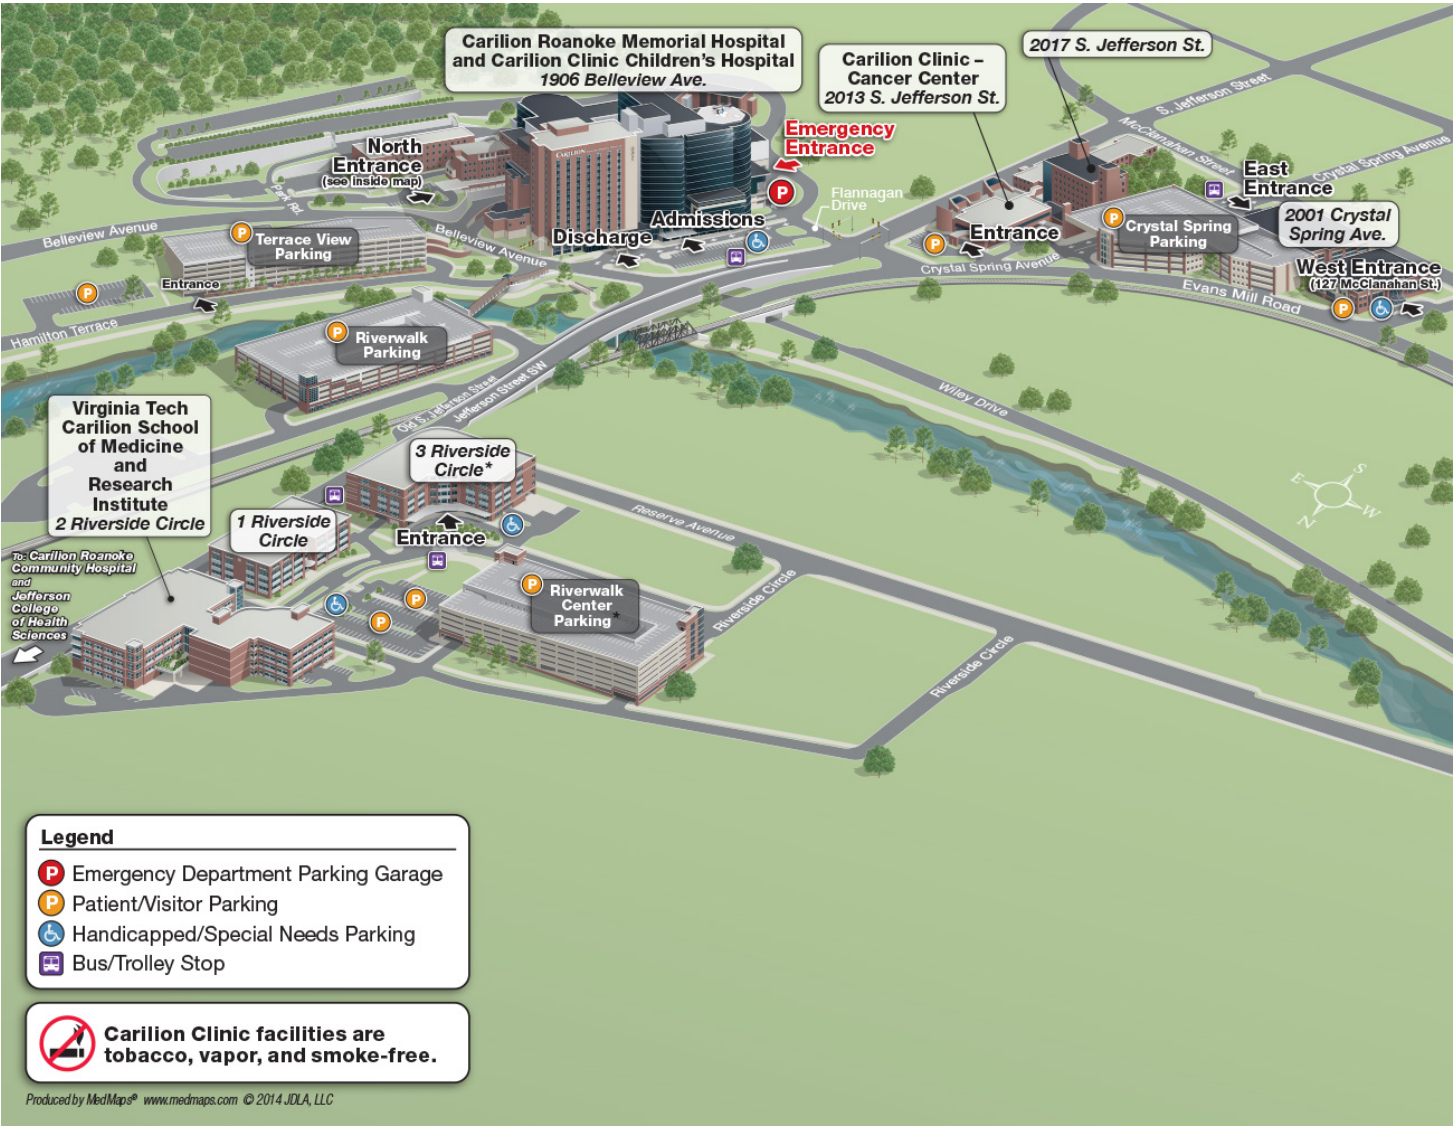 Carilion Roanoke Memorial Hospital
and Carilion Clinic Children's Hospital
1906 Belleview Ave.
Carilion Clinic –
Cancer Center
2013 S. Jefferson St.
2017 S. Jefferson St.
S. Jefferson Street
McClanahan Street
Crystal Spring Avenue
Emergency
Entrance
North
Entrance
(see inside map)
Park Rd.
CARILION
P
Flannagan
Drive
East
Entrance
2001 Crystal
Spring Ave.
Belleview Avenue
P
Terrace View
Parking
Belleview Avenue
Discharge
Admissions
P
Entrance
P
Crystal Spring
Parking
Crystal Spring Avenue
West Entrance
(127 McClanahan St.)
P
Evans Mill Road
P
Entrance
Hamilton Terrace
P
Riverwalk
Parking
Old S. Jefferson Street
Jefferson Street SW
Wiley Drive
Virginia Tech
Carilion School
of Medicine
and
Research
Institute
2 Riverside Circle
3 Riverside
Circle*
1 Riverside
Circle
Entrance
Reserve Avenue
S
E
W
N
To: Carilion Roanoke
Community Hospital
and
Jefferson
College
of Health
Sciences
P
P
P
Riverwalk
Center
Parking*
Riverside Circle
Riverside Circle
Legend
P Emergency Department Parking Garage
P Patient/Visitor Parking
Handicapped/Special Needs Parking
Bus/Trolley Stop
Carilion Clinic facilities are
tobacco, vapor, and smoke-free.
Produced by MedMaps® www.medmaps.com © 2014 JDLA, LLC